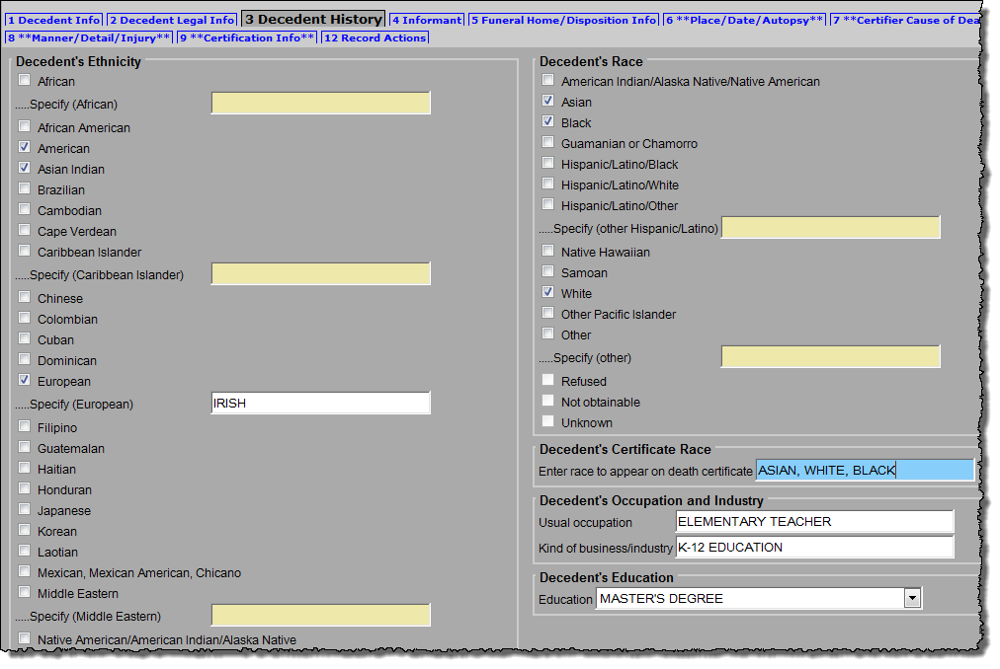 1 Decedent Info 2 Decedent Legal Info 3 Decedent History 4 Informant 5 Funeral Home/Disposition Info 6 **Place/Date/Autopsy** 7 **Certifier Cause of Dea
8 **Manner/Detail/Injury** 9 **Certification Info** 12 Record Actions
Decedent's Ethnicity
African
.....Specify (African)
African American
American
Asian Indian
Brazilian
Cambodian
Cape Verdean
Caribbean Islander
.....Specify (Caribbean Islander)
Chinese
Colombian
Cuban
Dominican
European
.....Specify (European) IRISH
Filipino
Guatemalan
Haitian
Honduran
Japanese
Korean
Laotian
Mexican, Mexican American, Chicano
Middle Eastern
.....Specify (Middle Eastern)
Native American/American Indian/Alaska Native
Decedent's Race
American Indian/Alaska Native/Native American
Asian
Black
Guamanian or Chamorro
Hispanic/Latino/Black
Hispanic/Latino/White
Hispanic/Latino/Other
.....Specify (other Hispanic/Latino)
Native Hawaiian
Samoan
White
Other Pacific Islander
Other
.....Specify (other)
Refused
Not obtainable
Unknown
Decedent's Certificate Race
Enter race to appear on death certificate ASIAN, WHITE, BLACK
Decedent's Occupation and Industry
Usual occupation ELEMENTARY TEACHER
Kind of business/industry K-12 EDUCATION
Decedent's Education
Education MASTER'S DEGREE